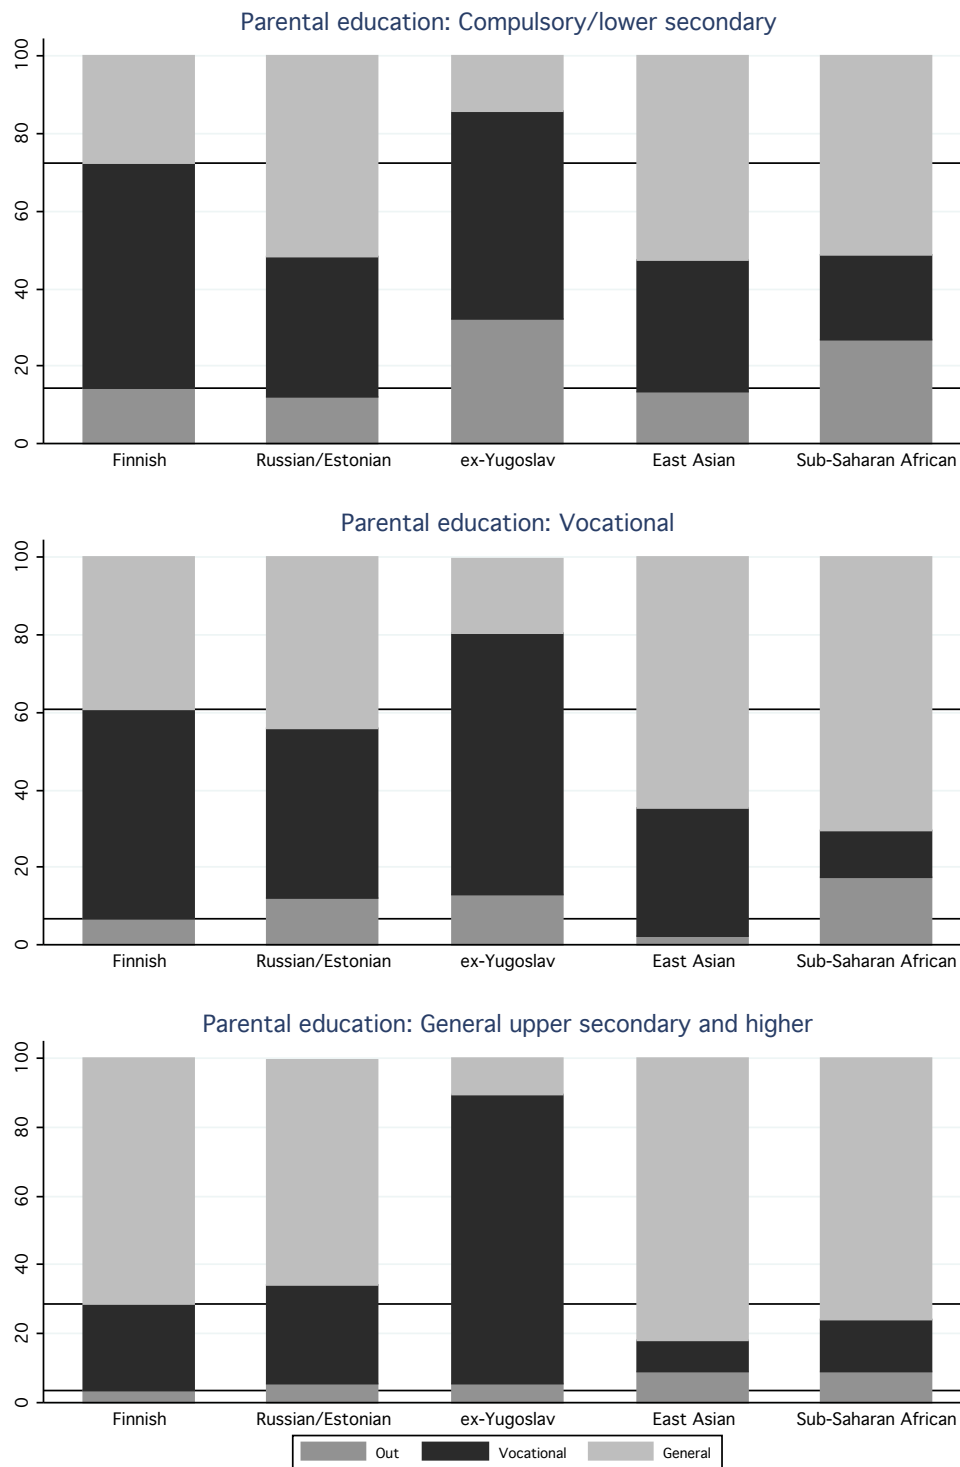 Parental education: Compulsory/lower secondary
100
80
60
40
20
0
Finnish Russian/Estonian ex-Yugoslav East Asian Sub-Saharan African
Parental education: Vocational
100
80
60
40
20
0
Finnish Russian/Estonian ex-Yugoslav East Asian Sub-Saharan African
Parental education: General upper secondary and higher
100
80
60
40
20
0
Finnish Russian/Estonian ex-Yugoslav East Asian Sub-Saharan African
Out Vocational General